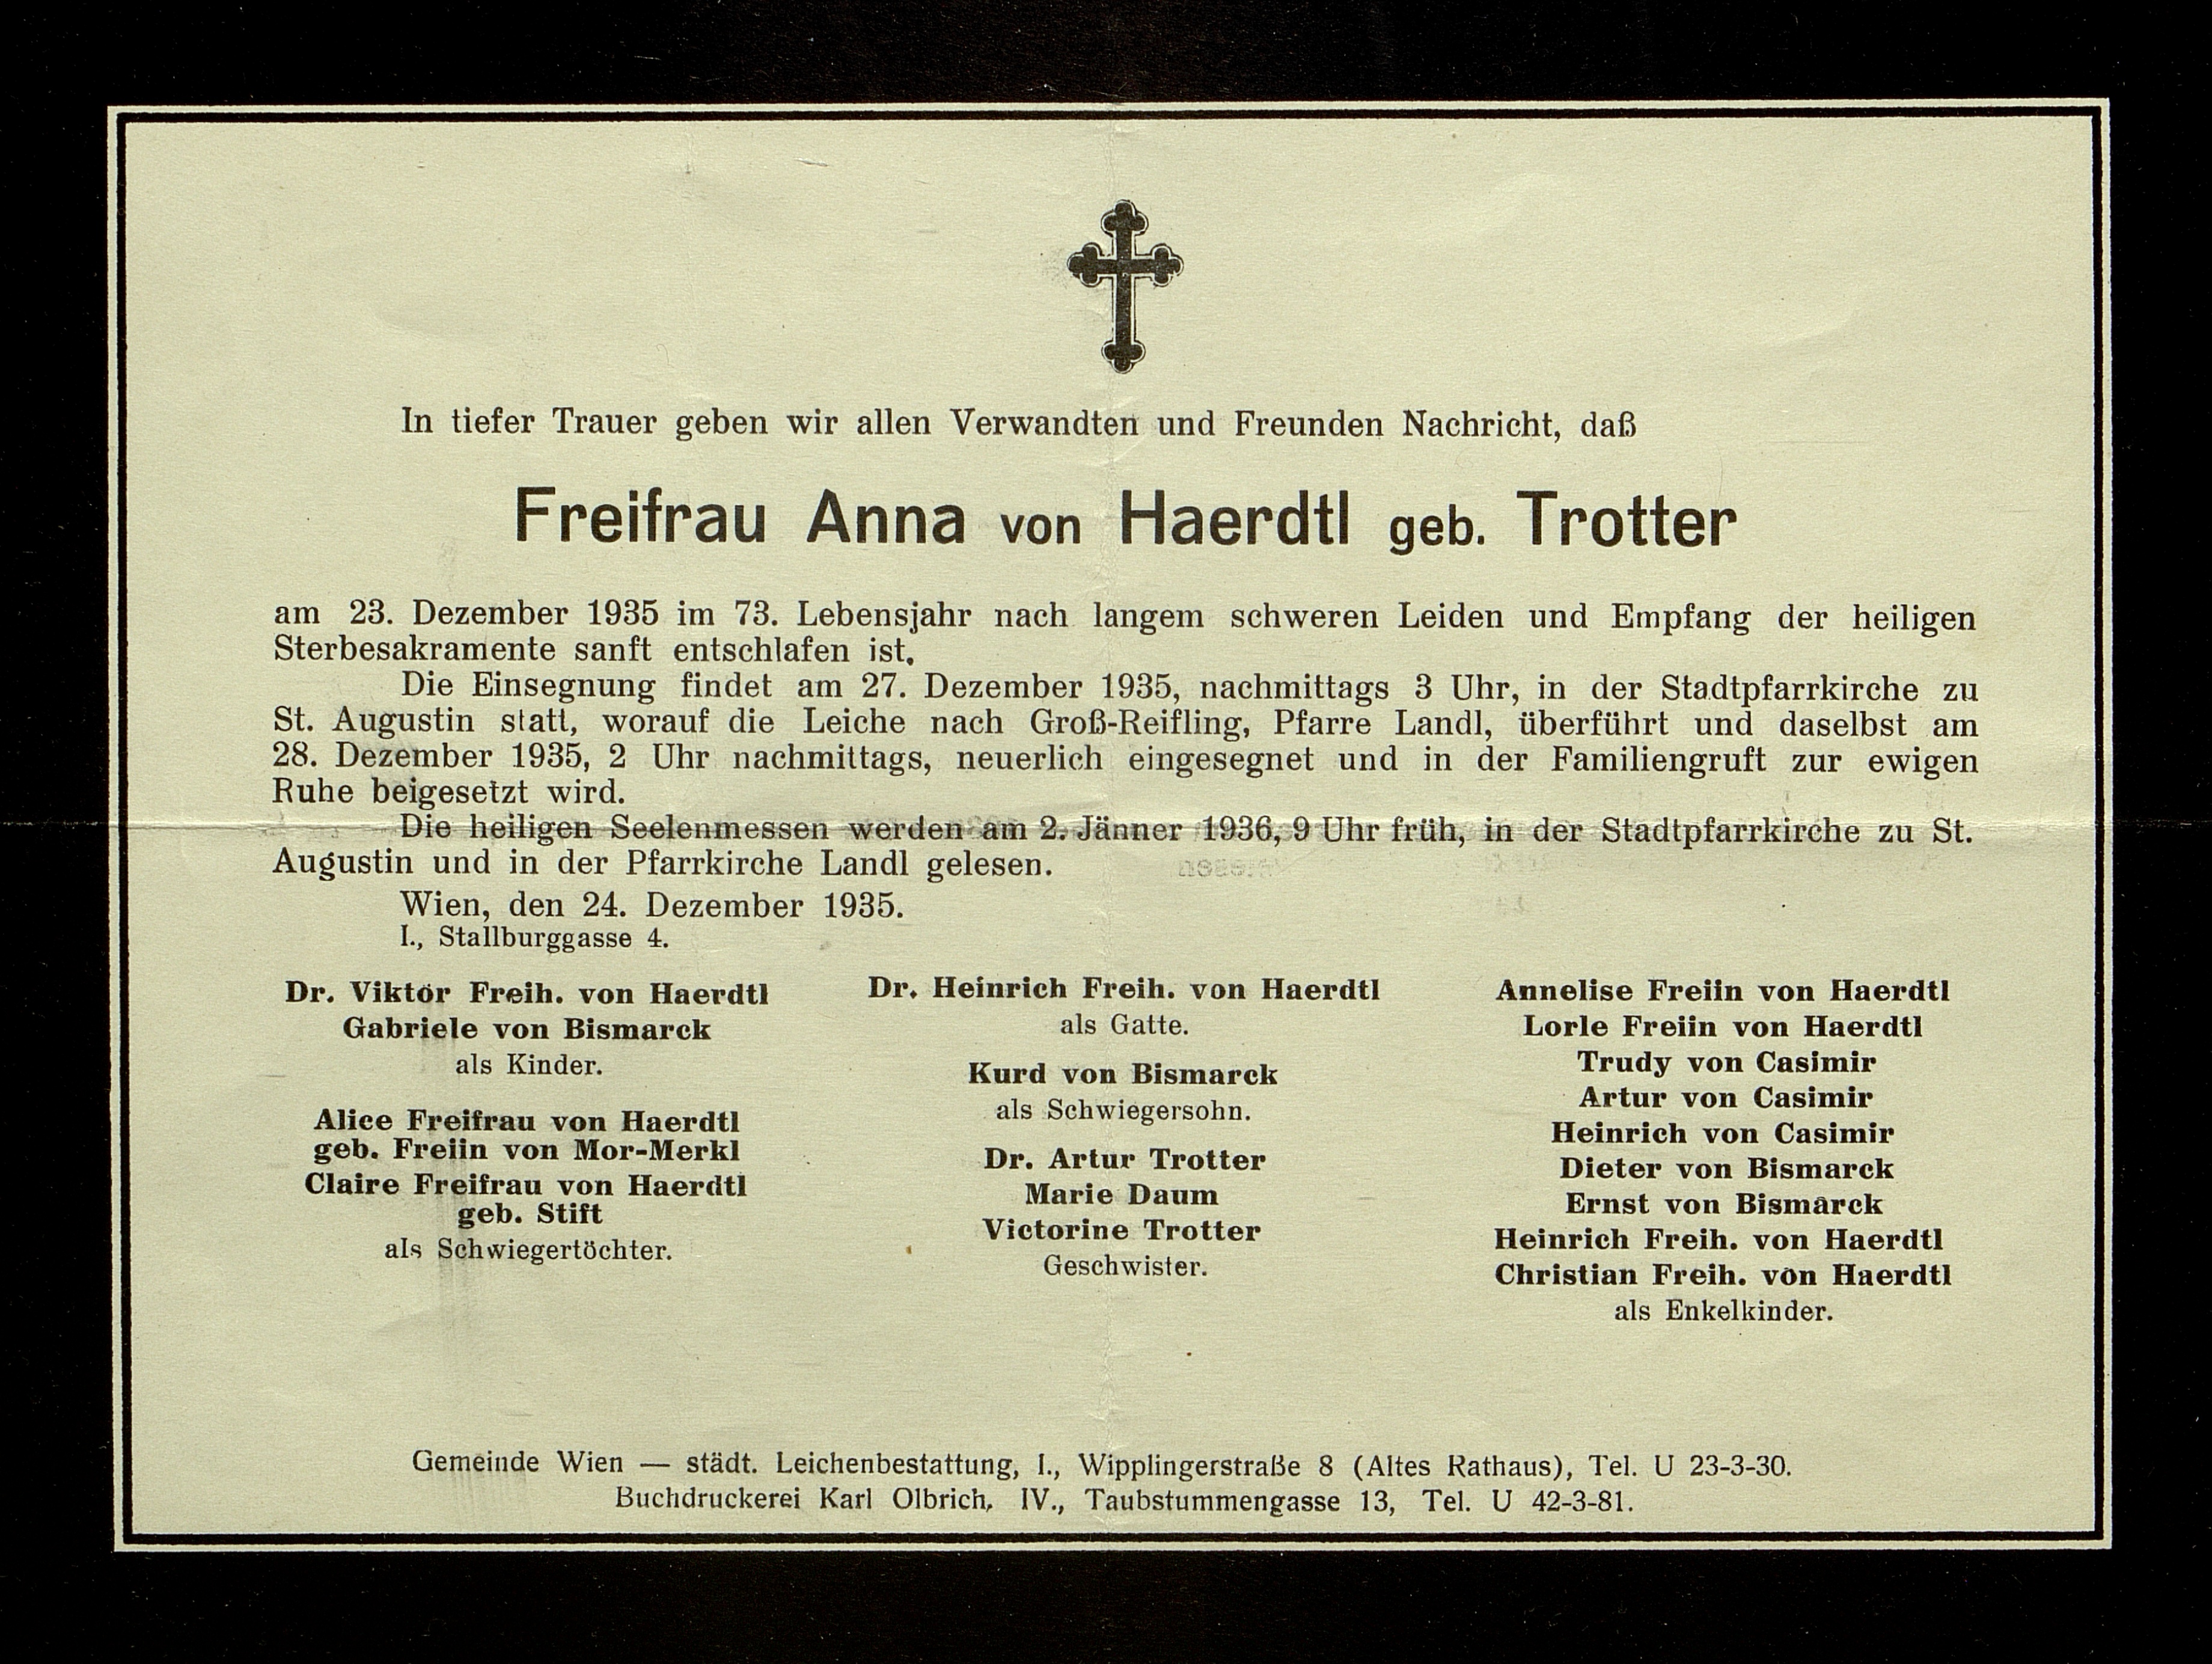 In tiefer Trauer geben wir allen Verwandten und Freunden Nachricht, daß
Freifrau Anna von Haerdtl geb. Trotter
am 23. Dezember 1935 im 73. Lebensjahr nach langem schweren Leiden und Empfang der heiligen
Sterbesakramente sanft entschlafen ist.
Die Einsegnung findet am 27. Dezember 1935, nachmittags 3 Uhr, in der Stadtpfarrkirche zu
St. Augustin statt, worauf die Leiche nach Groß-Reifling, Pfarre Landl, überführt und daselbst am
28. Dezember 1935, 2 Uhr nachmittags, neuerlich eingesegnet und in der Familiengruft zur ewigen
Ruhe beigesetzt wird.
Die heiligen Seelenmessen werden am 2. Jänner 1936, 9 Uhr früh, in der Stadtpfarrkirche zu St.
Augustin und in der Pfarrkirche Landl gelesen.
Wien, den 24. Dezember 1935.
I., Stallburggasse 4.
Dr. Viktor Freih. von Haerdtl
Gabriele von Bismarck
als Kinder.
Alice Freifrau von Haerdtl
geb. Freiin von Mor-Merkl
Claire Freifrau von Haerdtl
geb. Stift
als Schwiegertöchter.
Dr. Heinrich Freih. von Haerdtl
als Gatte.
Kurd von Bismarck
als Schwiegersohn.
Dr. Artur Trotter
Marie Daum
Victorine Trotter
Geschwister.
Annelise Freiin von Haerdtl
Lorle Freiin von Haerdtl
Trudy von Casimir
Artur von Casimir
Heinrich von Casimir
Dieter von Bismarck
Ernst von Bismarck
Heinrich Freih. von Haerdtl
Christian Freih. von Haerdtl
als Enkelkinder.
Gemeinde Wien — städt. Leichenbestattung, I., Wipplingerstraße 8 (Altes Rathaus), Tel. U 23-3-30.
Buchdruckerei Karl Olbrich, IV., Taubstummengasse 13, Tel. U 42-3-81.